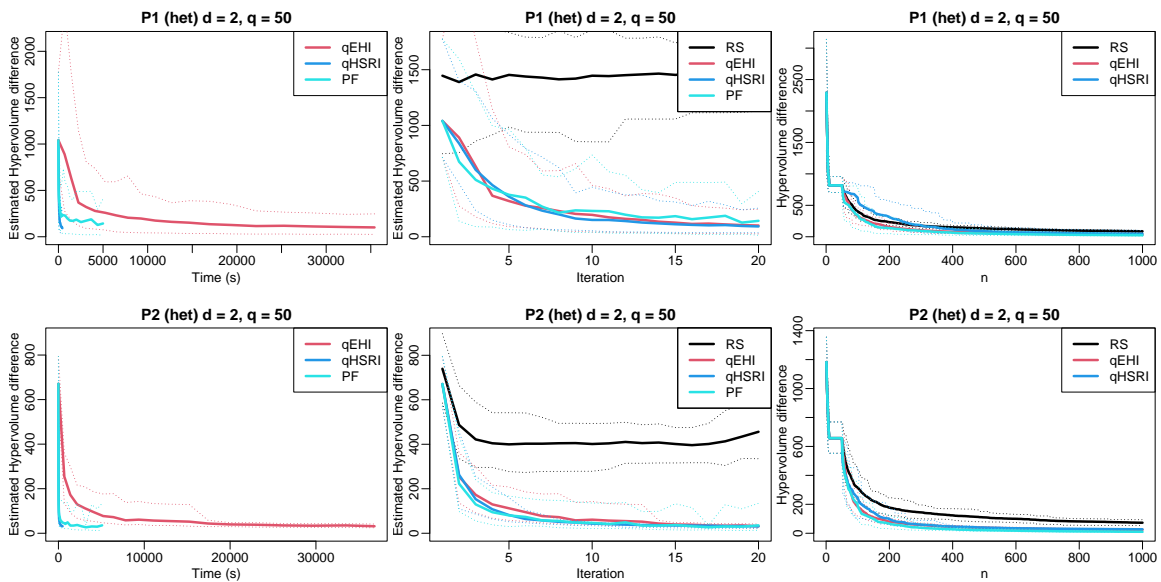 P1 (het) d = 2, q = 50
Estimated Hypervolume difference
0 500 1000 1500 2000
qEHI
qHSRI
PF
0 5000 10000 20000 30000
Time (s)
P1 (het) d = 2, q = 50
Estimated Hypervolume difference
0 500 1000 1500
RS
qEHI
qHSRI
PF
5 10 15 20
Iteration
P1 (het) d = 2, q = 50
Hypervolume difference
0 500 1500 2500
RS
qEHI
qHSRI
0 200 400 600 800 1000
n
P2 (het) d = 2, q = 50
Estimated Hypervolume difference
0 200 400 600 800
qEHI
qHSRI
PF
0 10000 20000 30000
Time (s)
P2 (het) d = 2, q = 50
Estimated Hypervolume difference
0 200 400 600 800
RS
qEHI
qHSRI
PF
5 10 15 20
Iteration
P2 (het) d = 2, q = 50
Hypervolume difference
0 200 600 1000 1400
RS
qEHI
qHSRI
0 200 400 600 800 1000
n